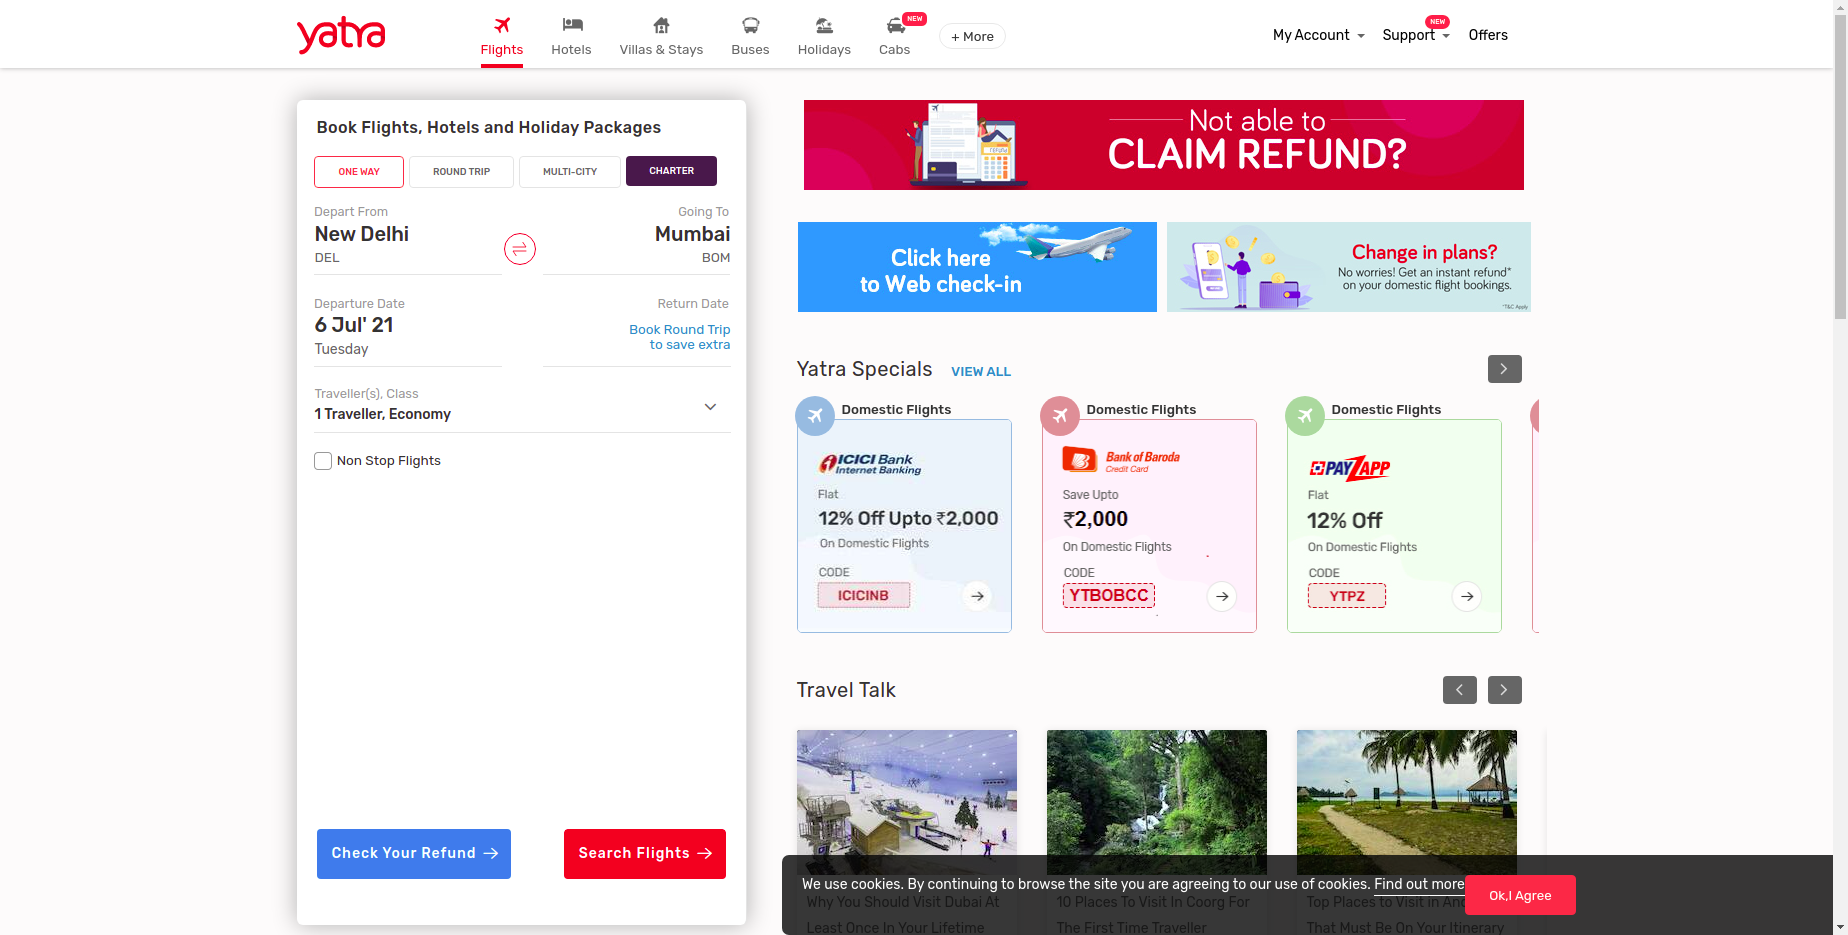 yatra
Flights
Hotels
Villas & Stays
Buses
Holidays
NEW
Cabs
+ More
My Account
NEW
Support
Offers
Book Flights, Hotels and Holiday Packages
ONE WAY
ROUND TRIP
MULTI-CITY
CHARTER
Depart From
New Delhi
DEL
Going To
Mumbai
BOM
Departure Date
6 Jul' 21
Tuesday
Return Date
Book Round Trip
to save extra
Traveller(s), Class
1 Traveller, Economy
Non Stop Flights
Check Your Refund
Search Flights
Not able to
CLAIM REFUND?
Click here
to Web check-in
Change in plans?
No worries! Get an instant refund*
on your domestic flight bookings.
*T&C Apply
Yatra Specials
VIEW ALL
Domestic Flights
ICICI Bank
Internet Banking
Flat
12% Off Upto ₹2,000
On Domestic Flights
CODE
ICICINB
Domestic Flights
Bank of Baroda
Credit Card
Save Upto
₹2,000
On Domestic Flights
CODE
YTBOBCC
Domestic Flights
PAYZAPP
Flat
12% Off
On Domestic Flights
CODE
YTPZ
Travel Talk
We use cookies. By continuing to browse the site you are agreeing to our use of cookies. Find out more
Ok,I Agree
Why You Should Visit Dubai At
Least Once In Your Lifetime
10 Places To Visit In Coorg For
The First Time Traveller
Top Places to Visit in
That Must Be On Your Itinerary